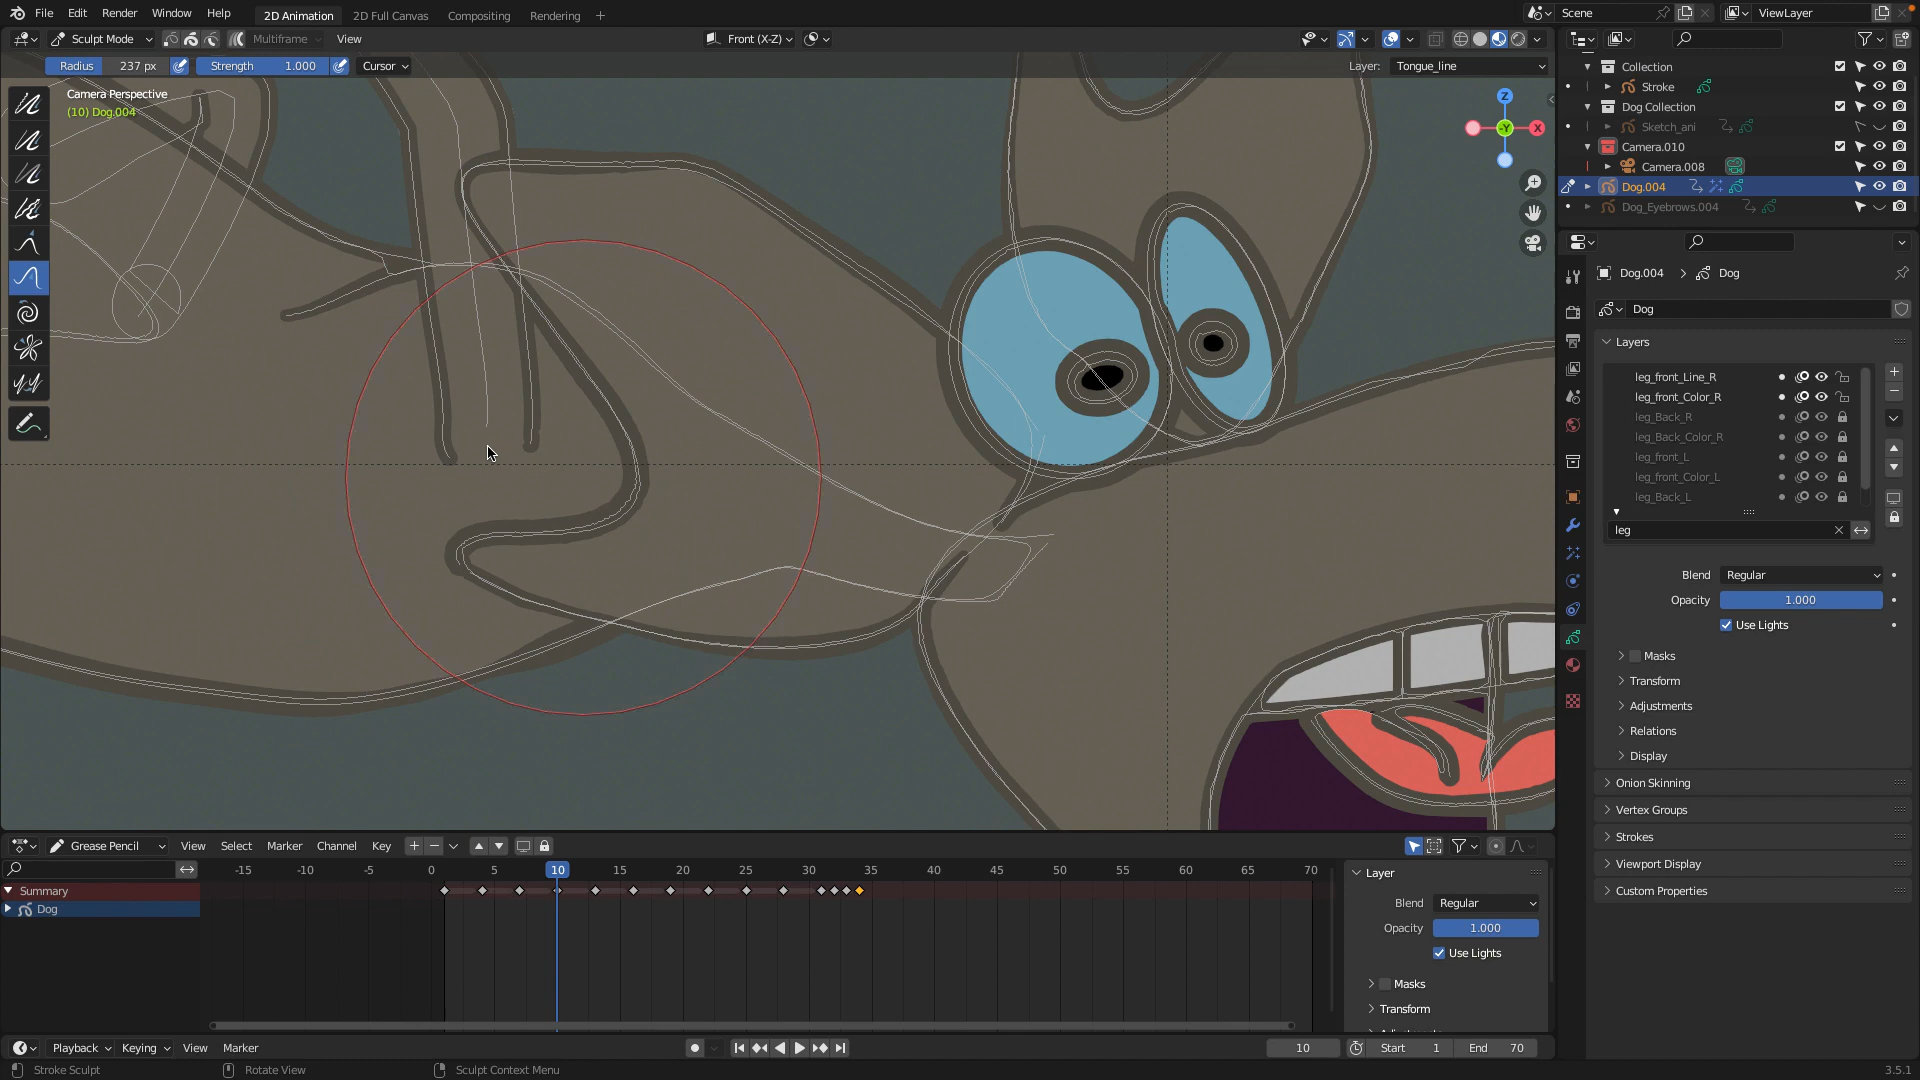 File Edit Render Window Help 2D Animation 2D Full Canvas Compositing Rendering + Scene ViewLayer
Sculpt Mode Multiframe View Front (X-Z)
Radius 237 px Strength 1.000 Cursor Layer: Tongue_line
Camera Perspective
(10) Dog.004
Z
-Y X
Collection
Stroke
Dog Collection
Sketch_ani
Camera.010
Camera.008
Dog.004
Dog_Eyebrows.004
Dog.004 > Dog
Dog
Layers
leg_front_Line_R
leg_front_Color_R
leg_Back_R
leg_Back_Color_R
leg_front_L
leg_front_Color_L
leg_Back_L
leg
Blend Regular
Opacity 1.000
Use Lights
Masks
Transform
Adjustments
Relations
Display
Onion Skinning
Vertex Groups
Strokes
Viewport Display
Custom Properties
Grease Pencil View Select Marker Channel Key
-15 -10 -5 0 5 10 15 20 25 30 35 40 45 50 55 60 65 70
Summary
Dog
Layer
Blend Regular
Opacity 1.000
Use Lights
Masks
Transform
Playback Keying View Marker 10 Start 1 End 70
Stroke Sculpt Rotate View Sculpt Context Menu 3.5.1